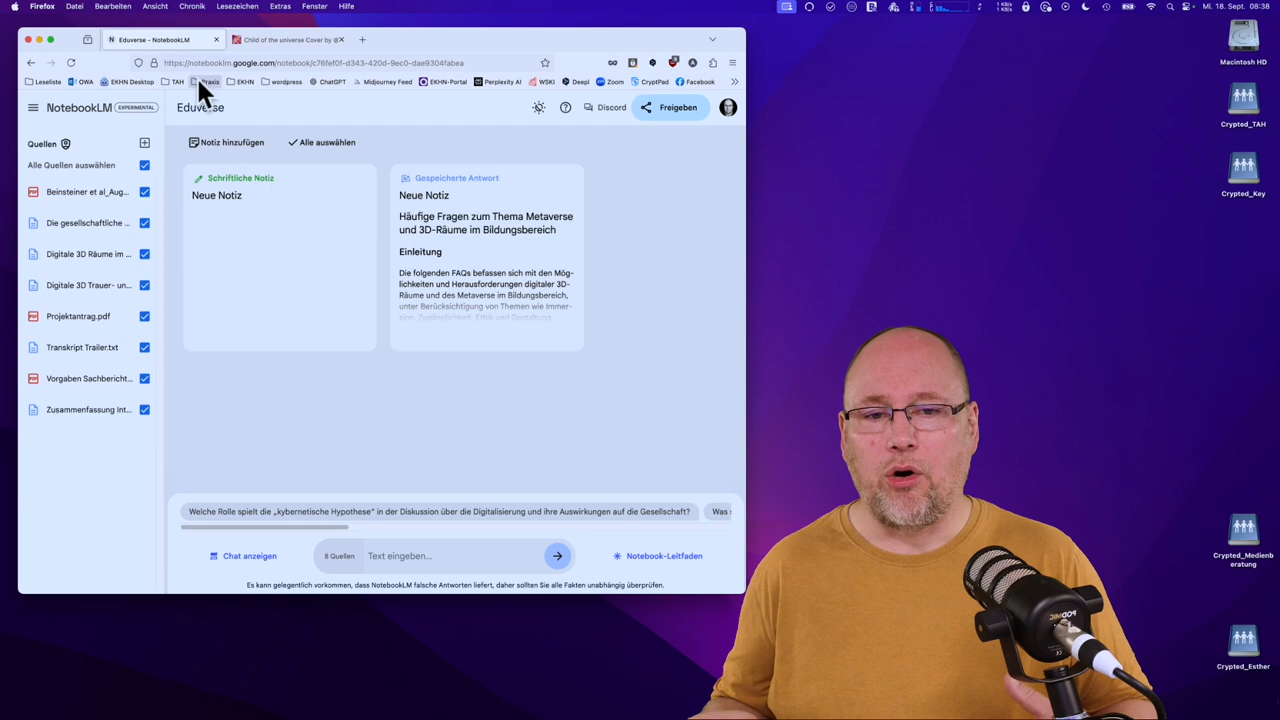 Firefox Datei Bearbeiten Ansicht Chronik Lesezeichen Extras Fenster Hilfe
Mi. 18. Sept. 08:38
Eduverse - NotebookLM
Child of the universe Cover by @
https://notebooklm.google.com/notebook/c76fef0f-d343-420d-9ec0-dae9304fabea
Leseliste OWA EKHN Desktop TAH Praxis EKHN wordpress ChatGPT Midjourney Feed EKHN-Portal Perplexity AI WSKI Deepl CryptPad Facebook
NotebookLM EXPERIMENTAL
Eduverse
Discord
Freigeben
Quellen
Alle Quellen auswählen
Beinsteiner et al_Aug...
Die gesellschaftliche ...
Digitale 3D Räume im ...
Digitale 3D Trauer- un...
Projektantrag.pdf
Transkript Trailer.txt
Vorgaben Sachbericht...
Zusammenfassung Int...
Notiz hinzufügen
Alle auswählen
Schriftliche Notiz
Neue Notiz
Gespeicherte Antwort
Neue Notiz
Häufige Fragen zum Thema Metaverse
und 3D-Räume im Bildungsbereich
Einleitung
Die folgenden FAQs befassen sich mit den Mög-
lichkeiten und Herausforderungen digitaler 3D-
Räume und des Metaverse im Bildungsbereich,
unter Berücksichtigung von Themen wie Immer-
sion, Zugänglichkeit, Ethik und Gestaltung.
Welche Rolle spielt die „kybernetische Hypothese" in der Diskussion über die Digitalisierung und ihre Auswirkungen auf die Gesellschaft?
Was
Chat anzeigen
8 Quellen
Text eingeben...
Notebook-Leitfaden
Es kann gelegentlich vorkommen, dass NotebookLM falsche Antworten liefert, daher sollten Sie alle Fakten unabhängig überprüfen.
Macintosh HD
Crypted_TAH
Crypted_Key
Crypted_Medienberatung
Crypted_Esther
PODMIC